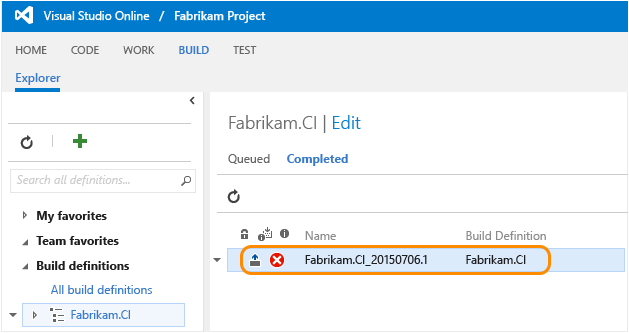 Visual Studio Online / Fabrikam Project
HOME CODE WORK BUILD TEST
Explorer
Fabrikam.CI | Edit
Queued Completed
Search all definitions...
My favorites
Team favorites
Build definitions
All build definitions
Fabrikam.CI
Name Build Definition
Fabrikam.CI_20150706.1 Fabrikam.CI